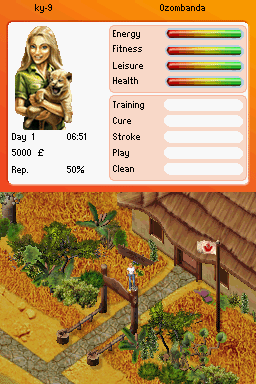 ky-9 Ozombanda
Energy
Fitness
Leisure
Health
Day 1 06:51
5000 £
Rep. 50%
Training
Cure
Stroke
Play
Clean